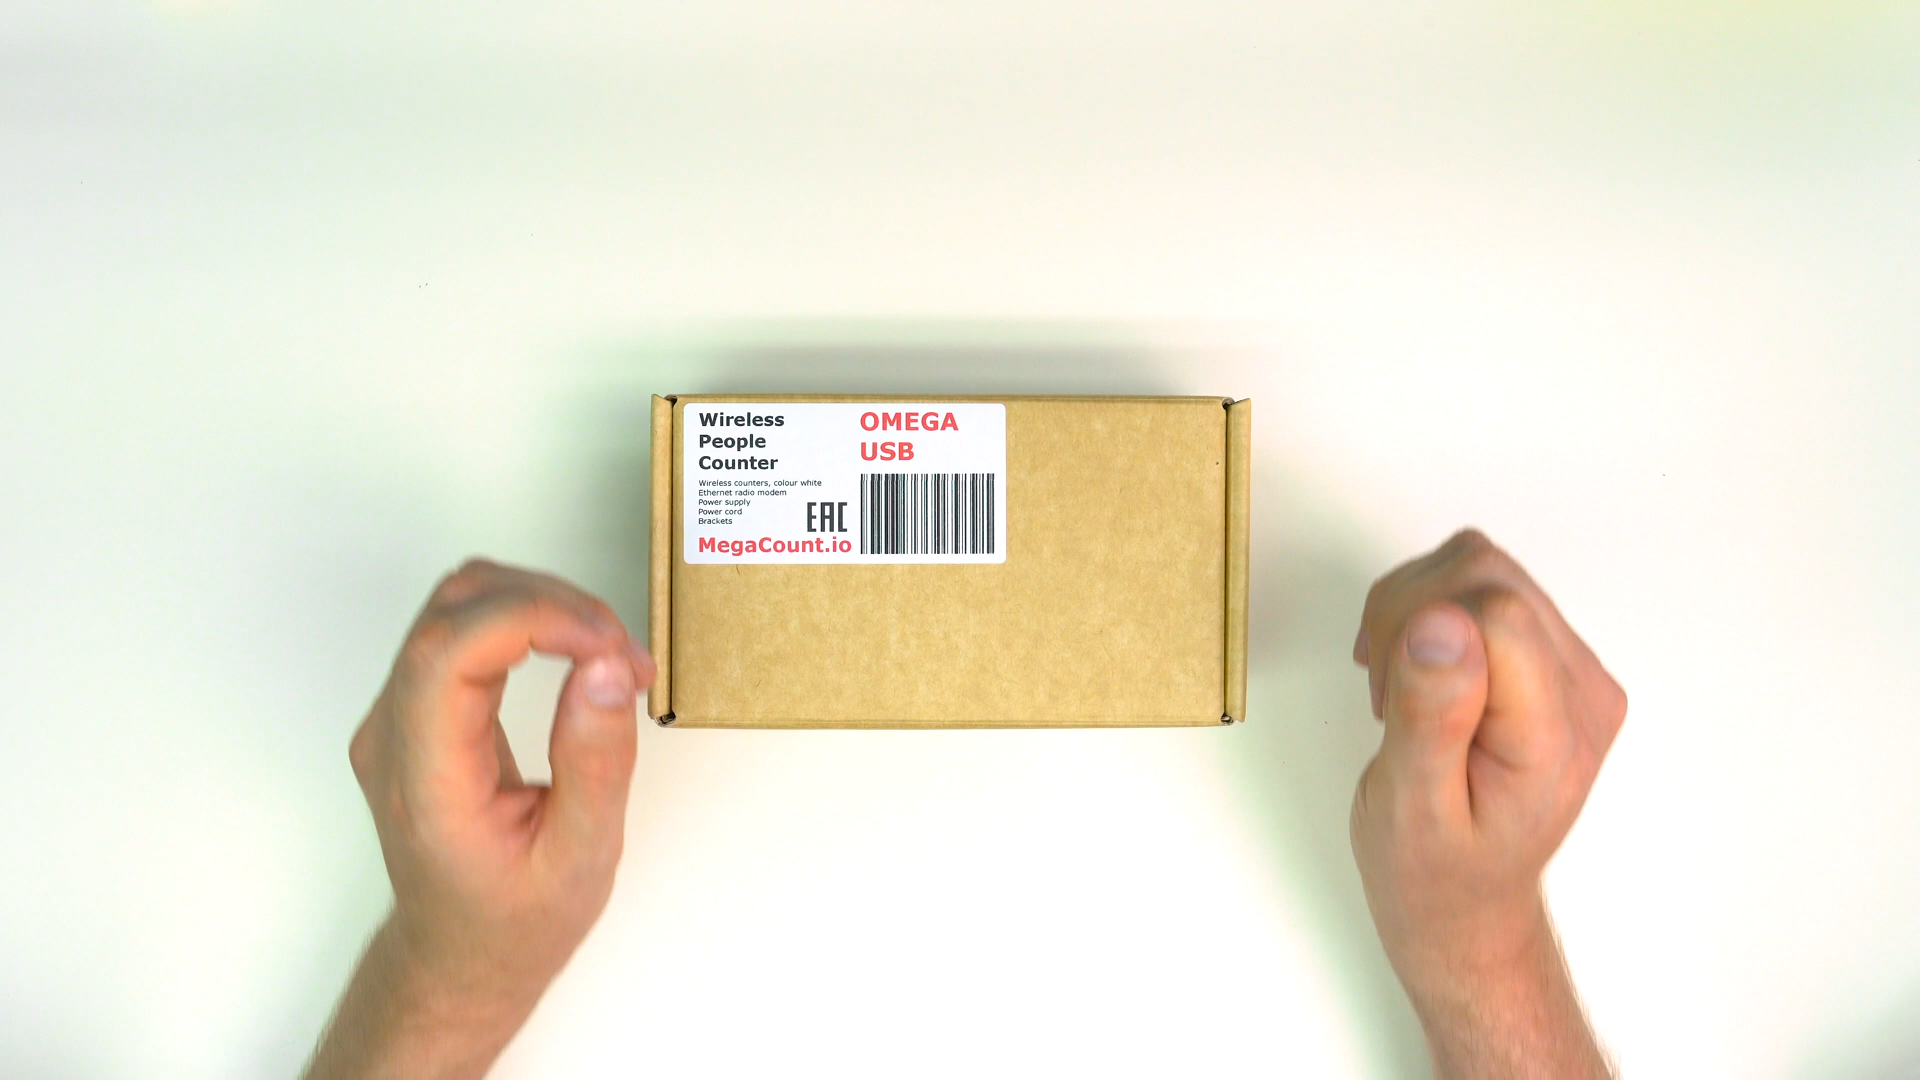 Wireless
People
Counter
Wireless counters, colour white
Ethernet radio modem
Power supply
Power cord
Brackets
EAC
MegaCount.io
OMEGA
USB